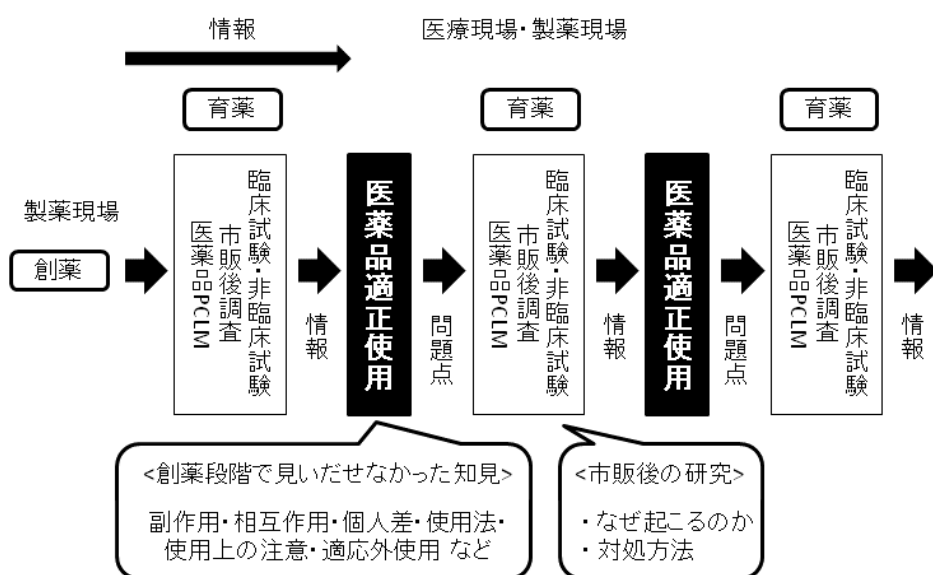 情報
医療現場・製薬現場
育薬
育薬
育薬
製薬現場
創薬
臨床試験・非臨床試験
市販後調査
医薬品PCLM
情報
医薬品適正使用
問題点
臨床試験・非臨床試験
市販後調査
医薬品PCLM
情報
医薬品適正使用
問題点
臨床試験・非臨床試験
市販後調査
医薬品PCLM
情報
<創薬段階で見いだせなかった知見>
副作用・相互作用・個人差・使用法・
使用上の注意・適応外使用 など
<市販後の研究>
・なぜ起こるのか
・対処方法